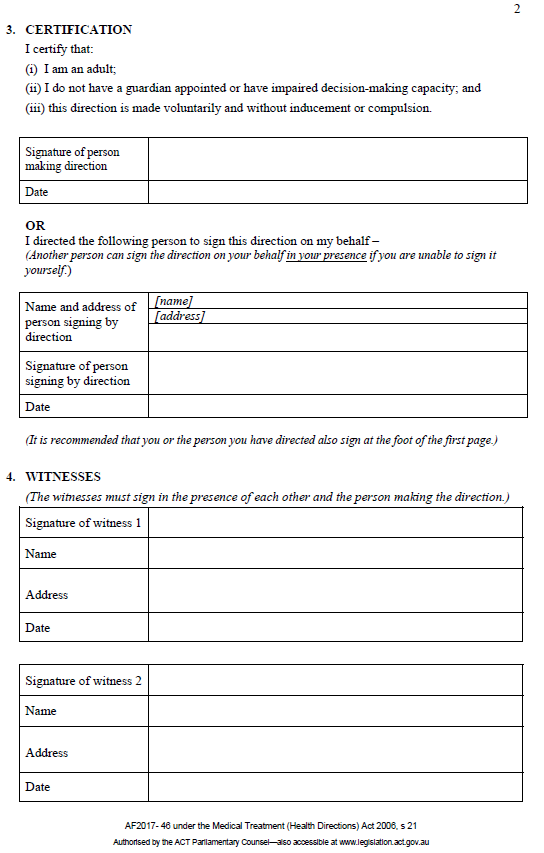 2
3. CERTIFICATION
I certify that:
(i) I am an adult;
(ii) I do not have a guardian appointed or have impaired decision-making capacity; and
(iii) this direction is made voluntarily and without inducement or compulsion.
Signature of person
making direction
Date
OR
I directed the following person to sign this direction on my behalf –
(Another person can sign the direction on your behalf in your presence if you are unable to sign it
yourself.)
Name and address of
person signing by
direction
[name]
[address]
Signature of person
signing by direction
Date
(It is recommended that you or the person you have directed also sign at the foot of the first page.)
4. WITNESSES
(The witnesses must sign in the presence of each other and the person making the direction.)
Signature of witness 1
Name
Address
Date
Signature of witness 2
Name
Address
Date
AF2017- 46 under the Medical Treatment (Health Directions) Act 2006, s 21
Authorised by the ACT Parliamentary Counsel—also accessible at www.legislation.act.gov.au